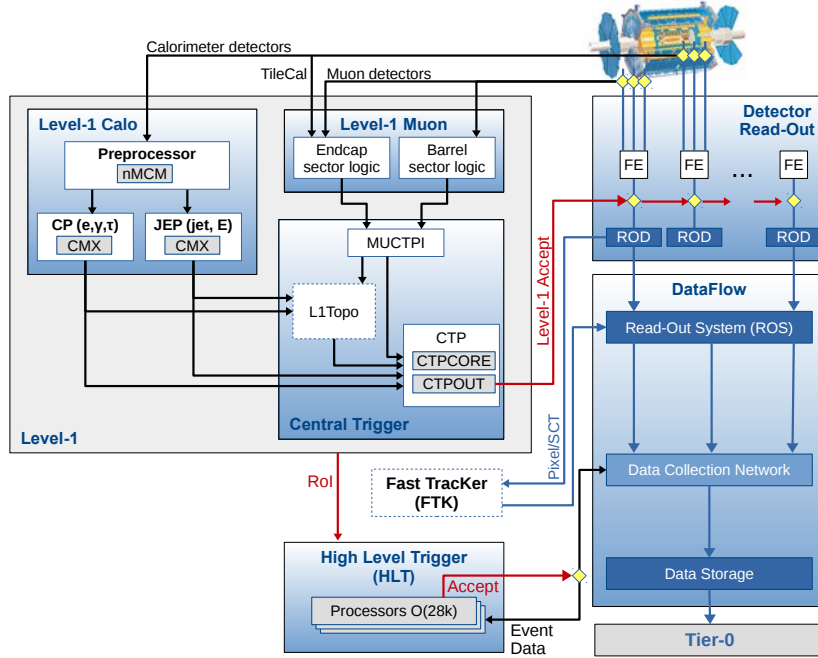 Calorimeter detectors
TileCal
Muon detectors
Level-1 Calo
Preprocessor
nMCM
CP (e,γ,τ)
CMX
JEP (jet, E)
CMX
Level-1 Muon
Endcap
sector logic
Barrel
sector logic
MUCTPI
L1Topo
CTP
CTPCORE
CTPOUT
Central Trigger
Level-1
Level-1 Accept
Detector
Read-Out
FE
FE
...
FE
ROD
ROD
ROD
DataFlow
Read-Out System (ROS)
Pixel/SCT
Data Collection Network
Data Storage
Tier-0
RoI
Fast TracKer
(FTK)
High Level Trigger
(HLT)
Accept
Processors O(28k)
Event
Data